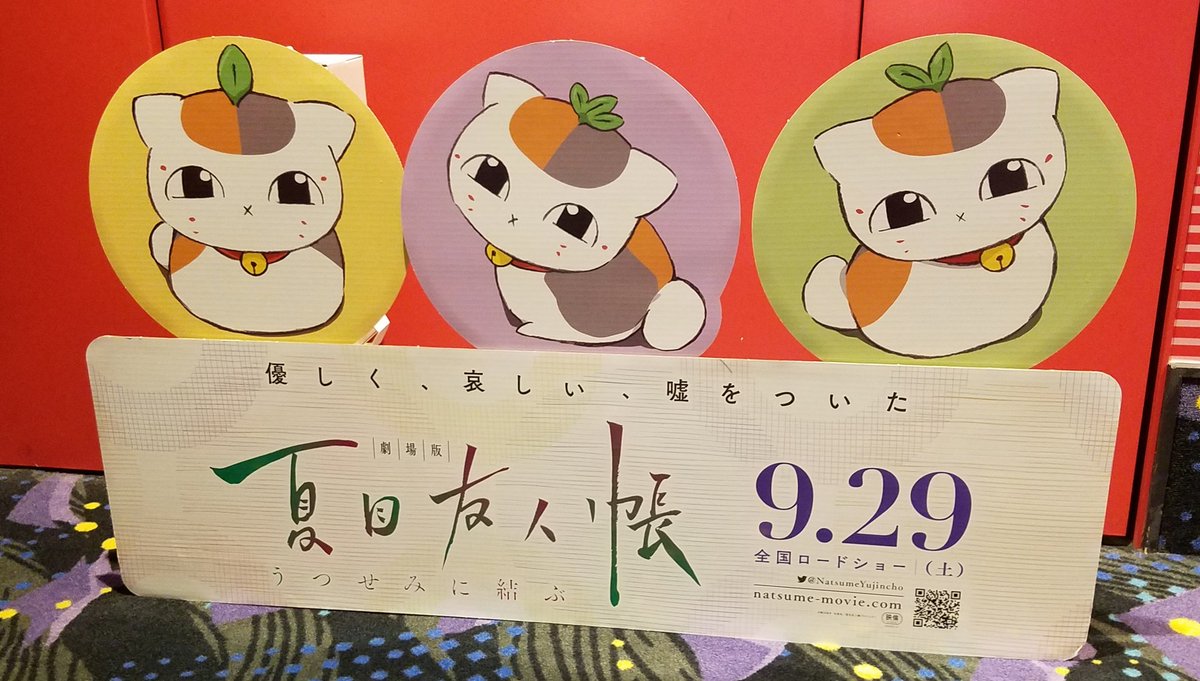 優しく、哀しい、嘘をついた
劇場版
夏目友人帳
うつせみに結ぶ
9.29
全国ロードショー (土)
@NatsumeYujincho
natsume-movie.com